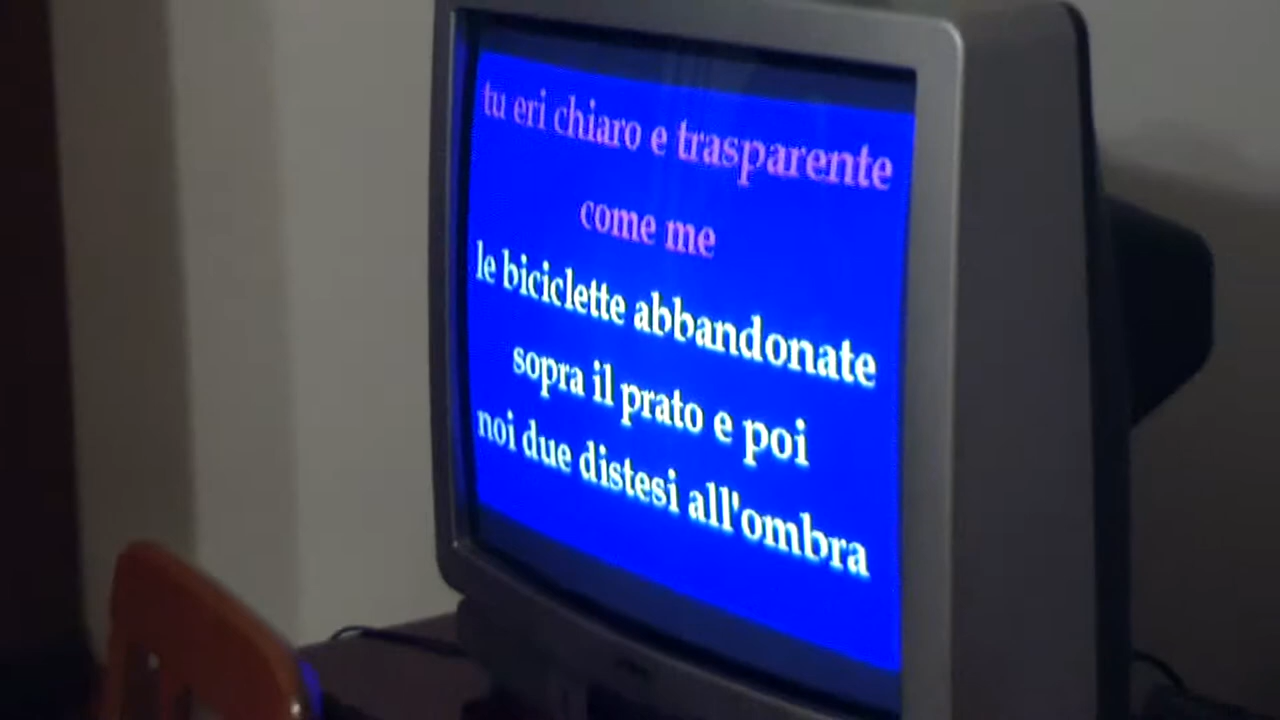 tu eri chiaro e trasparente
come me
le biciclette abbandonate
sopra il prato e poi
noi due distesi all'ombra